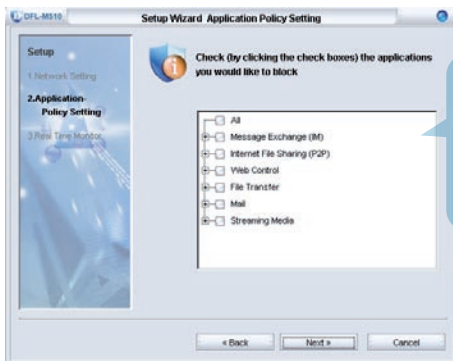 DFL-M510
Setup Wizard Application Policy Setting
Setup
1.Network Setting
2.Application-
Policy Setting
3.Real Time Monitor
Check (by clicking the check boxes) the applications
you would like to block
All
Message Exchange (IM)
Internet File Sharing (P2P)
Web Control
File Transfer
Mail
Streaming Media
« Back
Next »
Cancel